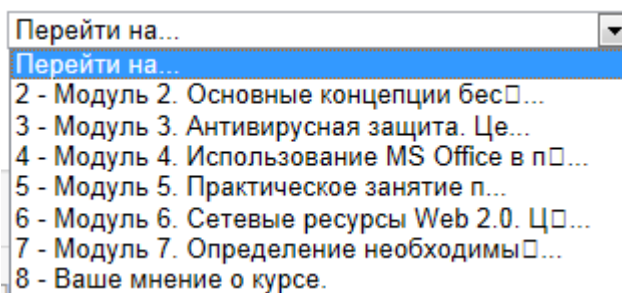 Перейти на...
Перейти на...
2 - Модуль 2. Основные концепции бес□...
3 - Модуль 3. Антивирусная защита. Це...
4 - Модуль 4. Использование MS Office в п□...
5 - Модуль 5. Практическое занятие п...
6 - Модуль 6. Сетевые ресурсы Web 2.0. Ц□...
7 - Модуль 7. Определение необходимы□...
8 - Ваше мнение о курсе.